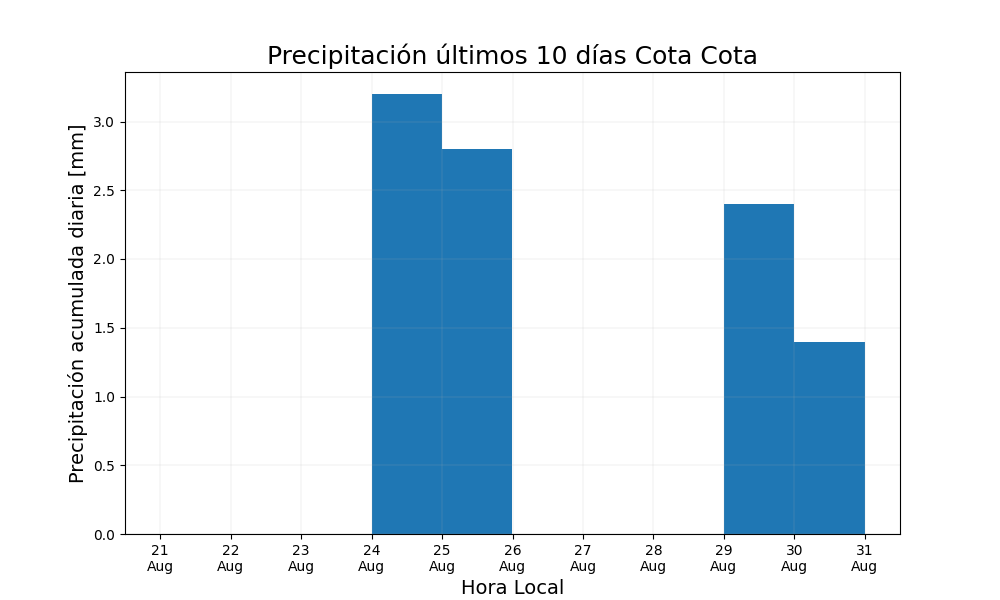 Precipitación últimos 10 días Cota Cota
Precipitación acumulada diaria [mm]
3.0
2.5
2.0
1.5
1.0
0.5
0.0
21 22 23 24 25 26 27 28 29 30 31
Aug Aug Aug Aug Aug Aug Aug Aug Aug Aug Aug
Hora Local